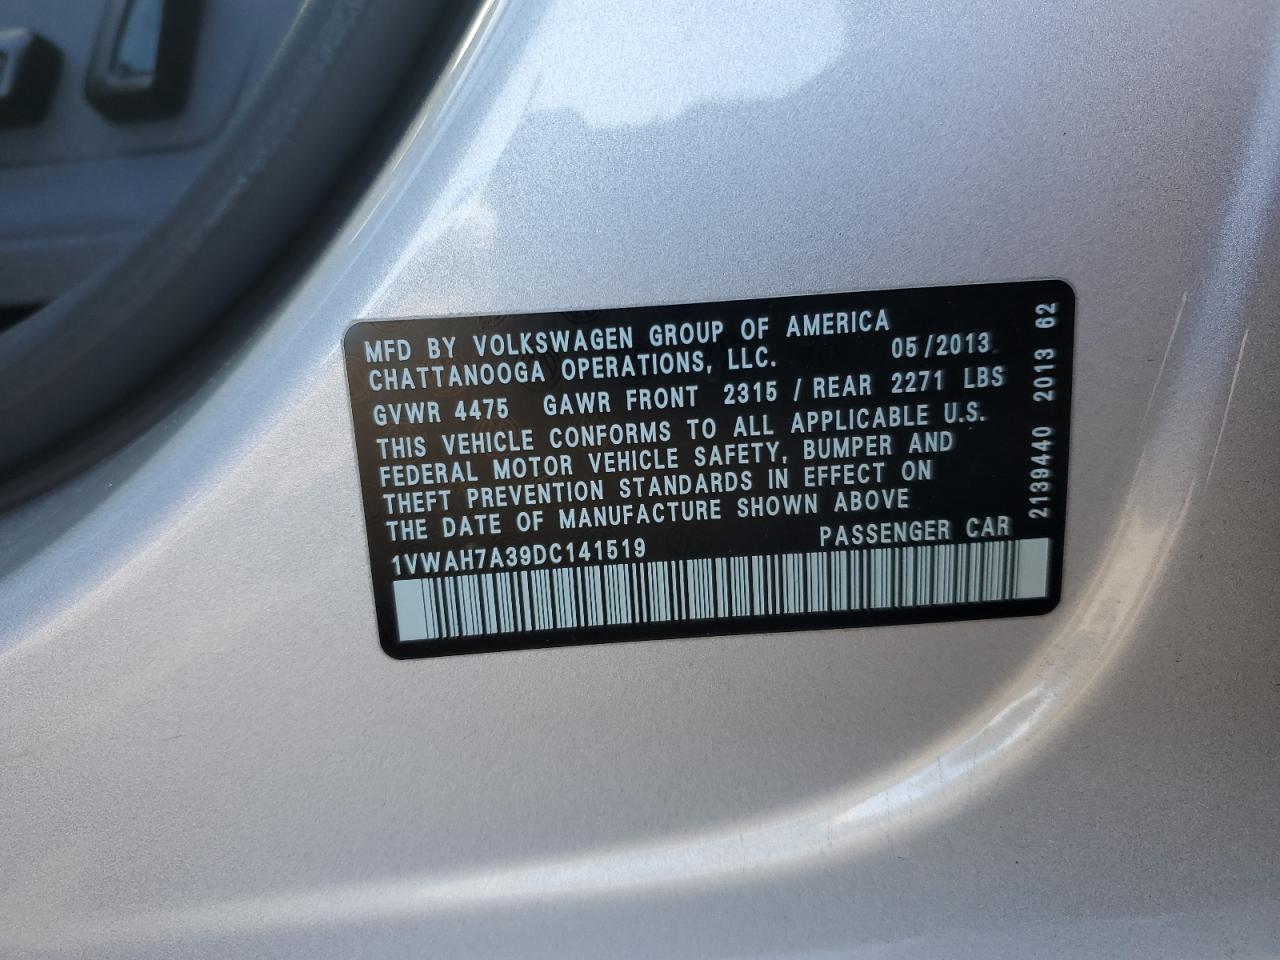 MFD BY VOLKSWAGEN GROUP OF AMERICA
CHATTANOOGA OPERATIONS, LLC. 05/2013
GVWR 4475 GAWR FRONT 2315 / REAR 2271 LBS
THIS VEHICLE CONFORMS TO ALL APPLICABLE U.S.
FEDERAL MOTOR VEHICLE SAFETY, BUMPER AND
THEFT PREVENTION STANDARDS IN EFFECT ON
THE DATE OF MANUFACTURE SHOWN ABOVE
1VWAH7A39DC141519 PASSENGER CAR
2139440 2013 62